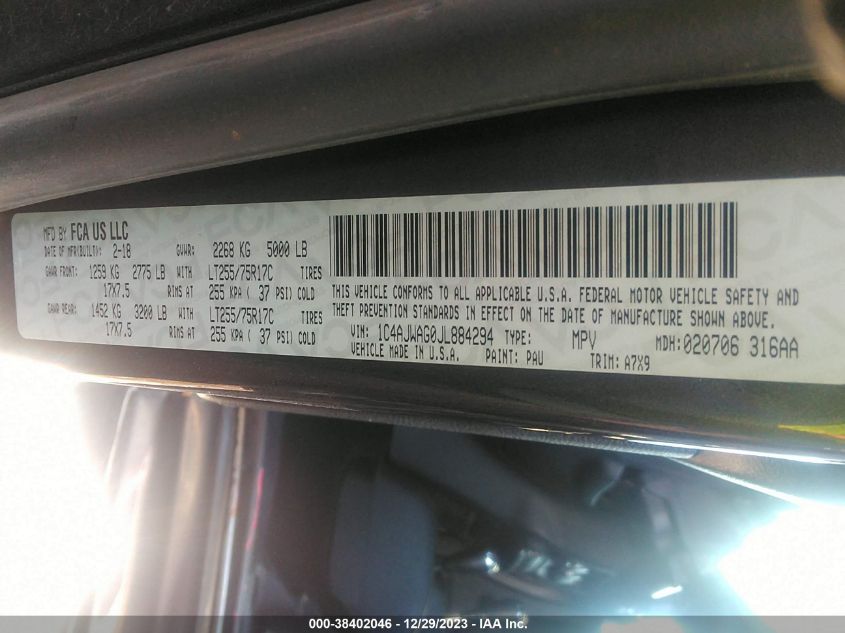 MFD BY FCA US LLC
DATE OF MFR(BUILT): 2-18 GVWR: 2268 KG 5000 LB
GAWR FRONT: 1259 KG 2775 LB WITH LT255/75R17C TIRES
17X7.5 RIMS AT 255 KPA ( 37 PSI) COLD
GAWR REAR: 1452 KG 3200 LB WITH LT255/75R17C TIRES
17X7.5 RIMS AT 255 KPA ( 37 PSI) COLD
THIS VEHICLE CONFORMS TO ALL APPLICABLE U.S.A. FEDERAL MOTOR VEHICLE SAFETY AND
THEFT PREVENTION STANDARDS IN EFFECT ON THE DATE OF MANUFACTURE SHOWN ABOVE.
VIN: 1C4AJWAG0JL884294 TYPE: MPV MDH:020706 316AA
VEHICLE MADE IN U.S.A. PAINT: PAU TRIM: A7X9
000-38402046 - 12/29/2023 - IAA Inc.